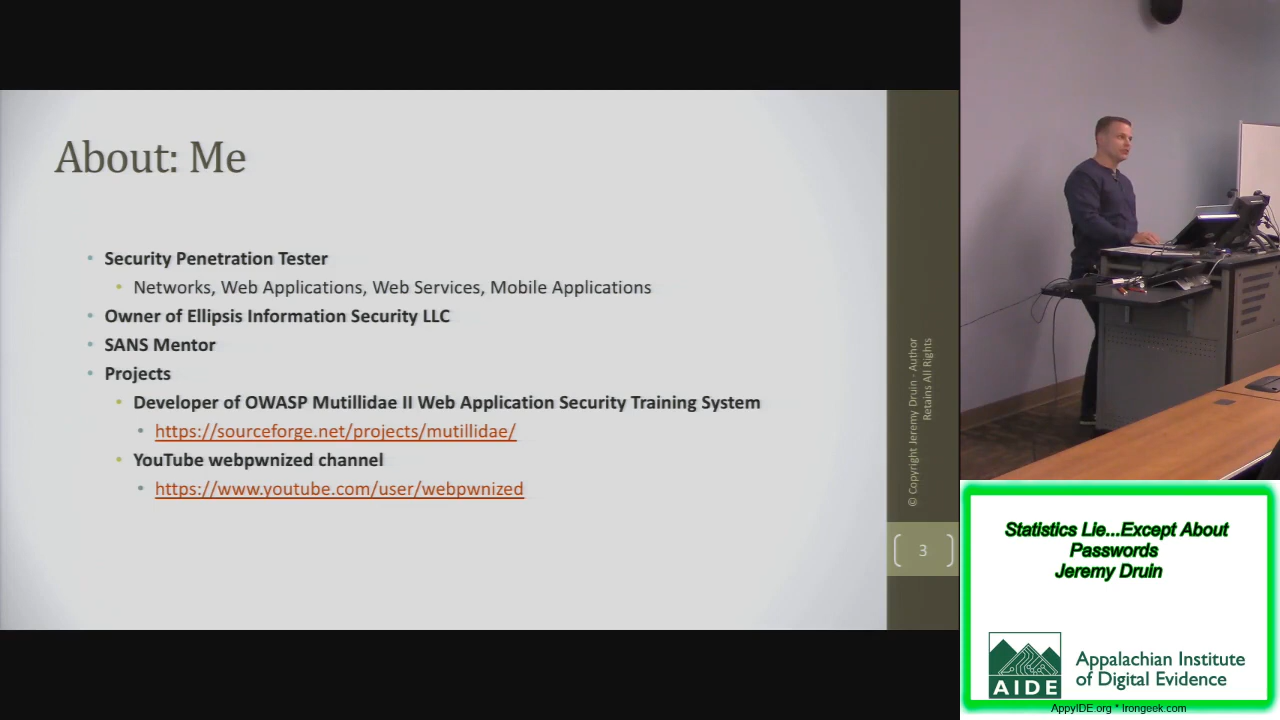 About: Me
Security Penetration Tester
Networks, Web Applications, Web Services, Mobile Applications
Owner of Ellipsis Information Security LLC
SANS Mentor
Projects
Developer of OWASP Mutillidae II Web Application Security Training System
https://sourceforge.net/projects/mutillidae/
YouTube webpwnized channel
https://www.youtube.com/user/webpwnized
© Copyright Jeremy Druin - Author
Retains All Rights
3
Statistics Lie...Except About
Passwords
Jeremy Druin
AIDE
Appalachian Institute
of Digital Evidence
AppyIDE.org * Irongeek.com